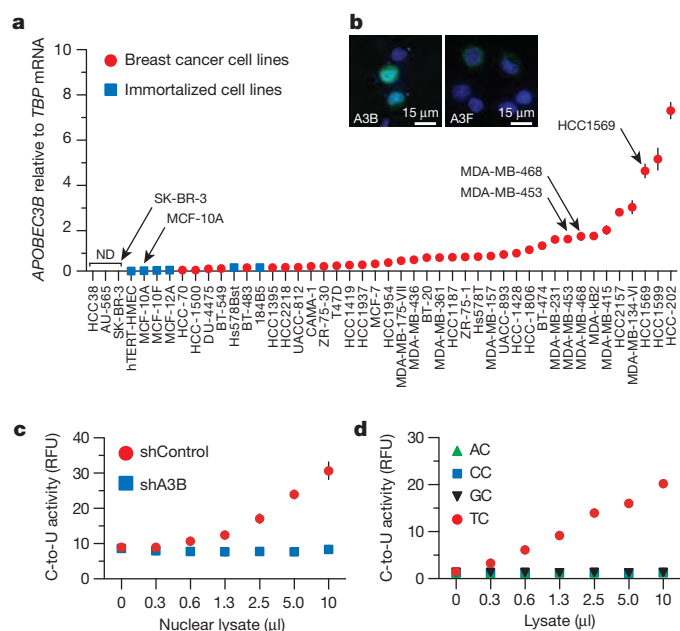 a
10
8
6
4
2
0
APOBEC3B relative to TBP mRNA
Breast cancer cell lines
Immortalized cell lines
ND
SK-BR-3
MCF-10A
MDA-MB-468
MDA-MB-453
HCC1569
HCC38
AU-565
SK-BR-3
hTERT-HMEC
MCF-10A
MCF-10F
MCF-12A
HCC-70
HCC1500
DU-4475
BT-549
Hs578Bst
BT-483
184B5
HCC1395
HCC2218
UACC-812
CAMA-1
ZR-75-30
T47D
HCC1419
HCC1937
MCF-7
HCC1954
MDA-MB-175-VII
MDA-MB-436
BT-20
MDA-MB-361
HCC1187
ZR-75-1
Hs578T
MDA-MB-157
UACC-893
HCC-1428
HCC-1806
BT-474
MDA-MB-231
MDA-MB-453
MDA-MB-468
MDA-kB2
MDA-MB-415
HCC2157
MDA-MB-134-VI
HCC1569
HCC1599
HCC-202
b
A3B
15 μm
A3F
15 μm
c
40
30
20
10
0
C-to-U activity (RFU)
shControl
shA3B
0 0.3 0.6 1.3 2.5 5.0 10
Nuclear lysate (μl)
d
30
20
10
0
C-to-U activity (RFU)
AC
CC
GC
TC
0 0.3 0.6 1.3 2.5 5.0 10
Lysate (μl)